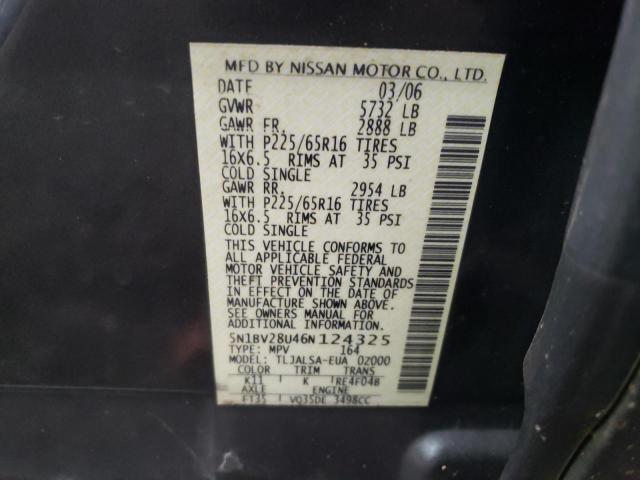 MFD BY NISSAN MOTOR CO., LTD.
DATE 03/06
GVWR 5732 LB
GAWR FR. 2888 LB
WITH P225/65R16 TIRES
16X6.5 RIMS AT 35 PSI
COLD SINGLE
GAWR RR. 2954 LB
WITH P225/65R16 TIRES
16X6.5 RIMS AT 35 PSI
COLD SINGLE
THIS VEHICLE CONFORMS TO
ALL APPLICABLE FEDERAL
MOTOR VEHICLE SAFETY AND
THEFT PREVENTION STANDARDS
IN EFFECT ON THE DATE OF
MANUFACTURE SHOWN ABOVE.
SEE OWNERS MANUAL FOR
ADDITIONAL INFORMATION.
5N1BV28U46N124325
TYPE: MPV 164
MODEL: TLJALSA-EUA 02000
COLOR TRIM TRANS
K11 K RE4F04B
AXLE ENGINE
FT35 VQ35DE 3498CC